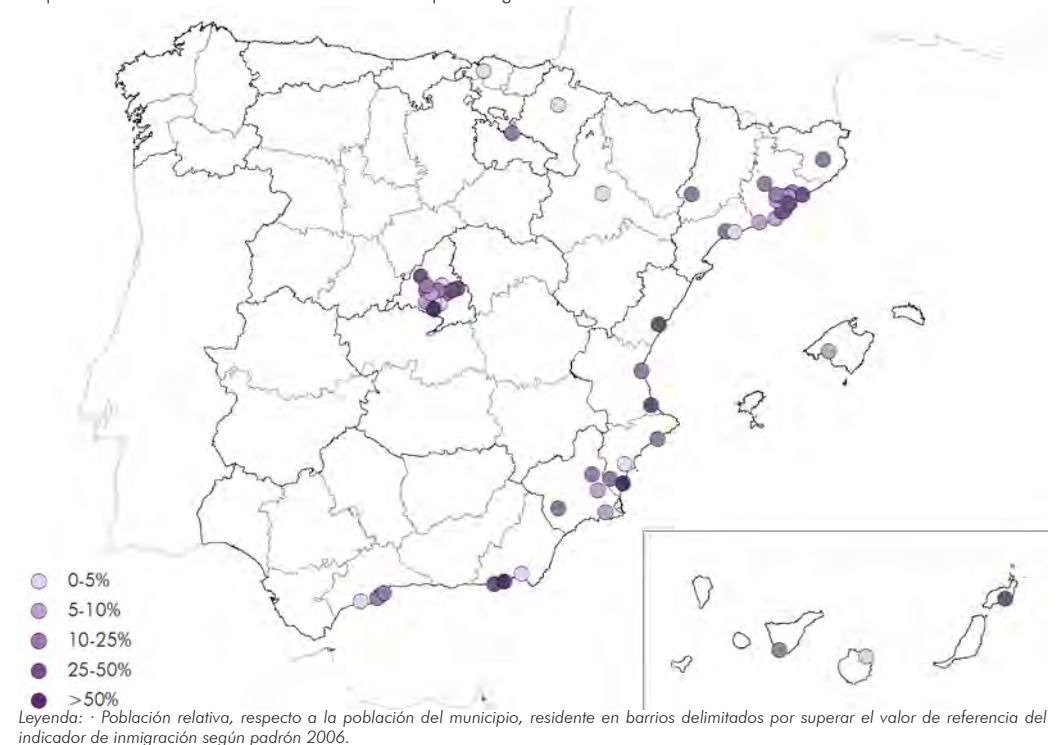 0-5%
5-10%
10-25%
25-50%
>50%
Leyenda: · Población relativa, respecto a la población del municipio, residente en barrios delimitados por superar el valor de referencia del
indicador de inmigración según padrón 2006.